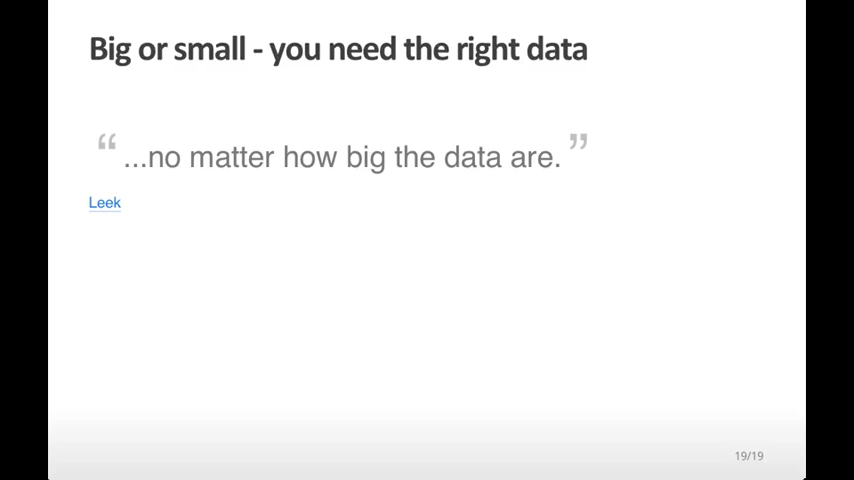 Big or small - you need the right data
“ ...no matter how big the data are. ”
Leek
19/19